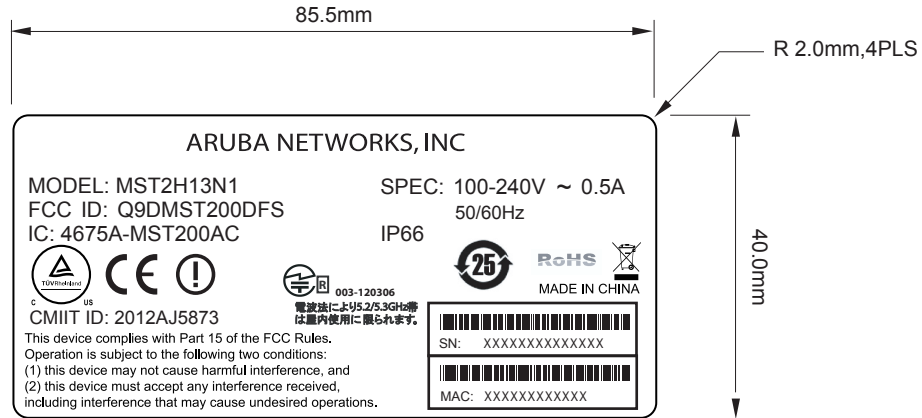 85.5mm
R 2.0mm,4PLS
40.0mm
ARUBA NETWORKS, INC
MODEL: MST2H13N1
SPEC: 100-240V ~ 0.5A
FCC ID: Q9DMST200DFS
50/60Hz
IC: 4675A-MST200AC
IP66
TÜVRheinland
C US
CE
R
003-120306
電波法により5.2/5.3GHz帯
は屋内使用に限られます。
25
RoHS
MADE IN CHINA
CMIIT ID: 2012AJ5873
This device complies with Part 15 of the FCC Rules.
Operation is subject to the following two conditions:
(1) this device may not cause harmful interference, and
(2) this device must accept any interference received,
including interference that may cause undesired operations.
SN: XXXXXXXXXXXXXX
MAC: XXXXXXXXXXXX